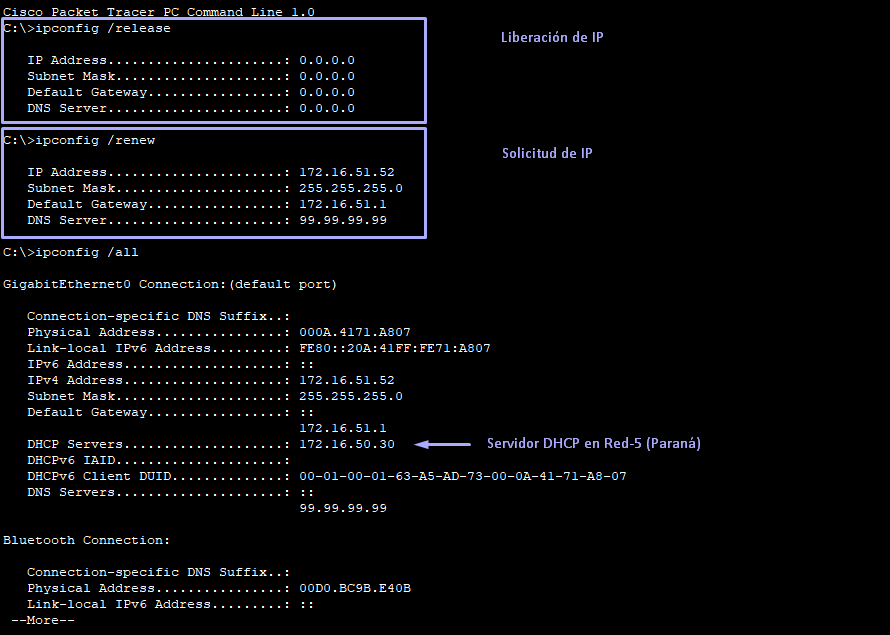 Cisco Packet Tracer PC Command Line 1.0
C:\>ipconfig /release
Liberación de IP
IP Address......................: 0.0.0.0
Subnet Mask.....................: 0.0.0.0
Default Gateway.................: 0.0.0.0
DNS Server......................: 0.0.0.0
C:\>ipconfig /renew
Solicitud de IP
IP Address......................: 172.16.51.52
Subnet Mask.....................: 255.255.255.0
Default Gateway.................: 172.16.51.1
DNS Server......................: 99.99.99.99
C:\>ipconfig /all
GigabitEthernet0 Connection:(default port)
Connection-specific DNS Suffix..:
Physical Address................: 000A.4171.A807
Link-local IPv6 Address.........: FE80::20A:41FF:FE71:A807
IPv6 Address....................: ::
IPv4 Address....................: 172.16.51.52
Subnet Mask.....................: 255.255.255.0
Default Gateway.................: ::
172.16.51.1
DHCP Servers....................: 172.16.50.30
Servidor DHCP en Red-5 (Paraná)
DHCPv6 IAID.....................:
DHCPv6 Client DUID..............: 00-01-00-01-63-A5-AD-73-00-0A-41-71-A8-07
DNS Servers.....................: ::
99.99.99.99
Bluetooth Connection:
Connection-specific DNS Suffix..:
Physical Address................: 00D0.BC9B.E40B
Link-local IPv6 Address.........: ::
--More--